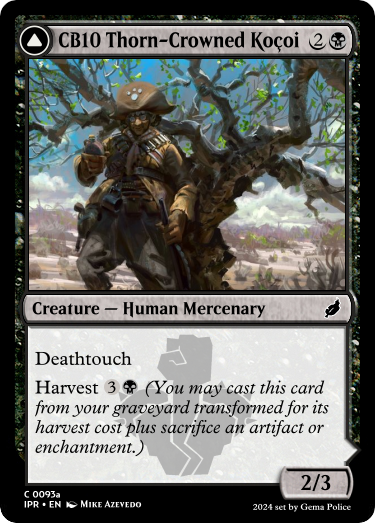 CB10 Thorn-Crowned Koçoi 2
Creature — Human Mercenary
Deathtouch
Harvest 3 (You may cast this card
from your graveyard transformed for its
harvest cost plus sacrifice an artifact or
enchantment.)
2/3
C 0093a
IPR • EN Mike Azevedo
2024 set by Gema Police